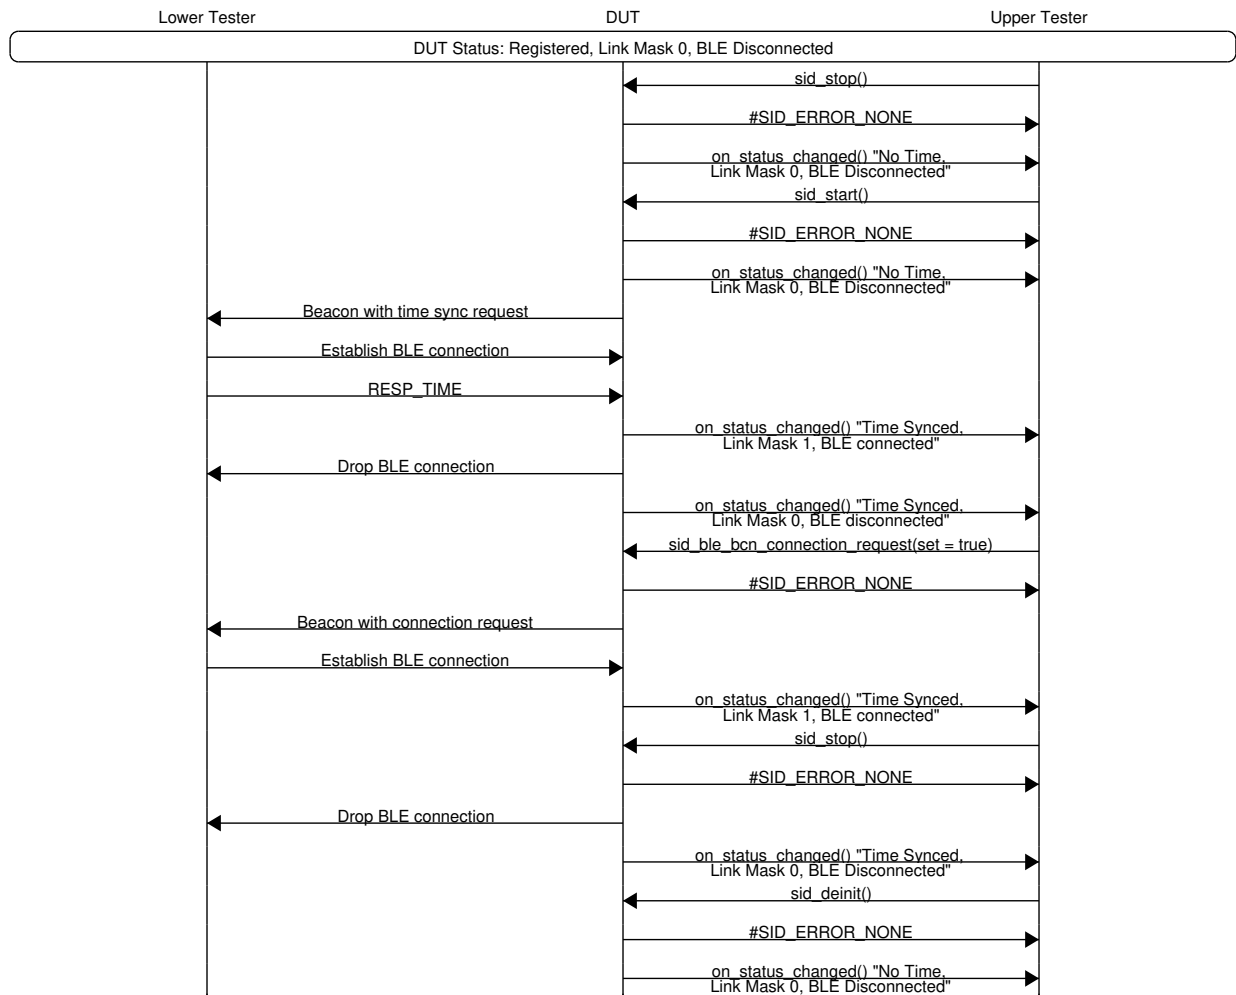 Lower Tester DUT Upper Tester
DUT Status: Registered, Link Mask 0, BLE Disconnected
sid_stop()
#SID_ERROR_NONE
on_status_changed() "No Time,
Link Mask 0, BLE Disconnected"
sid_start()
#SID_ERROR_NONE
on_status_changed() "No Time,
Link Mask 0, BLE Disconnected"
Beacon with time sync request
Establish BLE connection
RESP_TIME
on_status_changed() "Time Synced,
Link Mask 1, BLE connected"
Drop BLE connection
on_status_changed() "Time Synced,
Link Mask 0, BLE disconnected"
sid_ble_bcn_connection_request(set = true)
#SID_ERROR_NONE
Beacon with connection request
Establish BLE connection
on_status_changed() "Time Synced,
Link Mask 1, BLE connected"
sid_stop()
#SID_ERROR_NONE
Drop BLE connection
on_status_changed() "Time Synced,
Link Mask 0, BLE Disconnected"
sid_deinit()
#SID_ERROR_NONE
on_status_changed() "No Time,
Link Mask 0, BLE Disconnected"